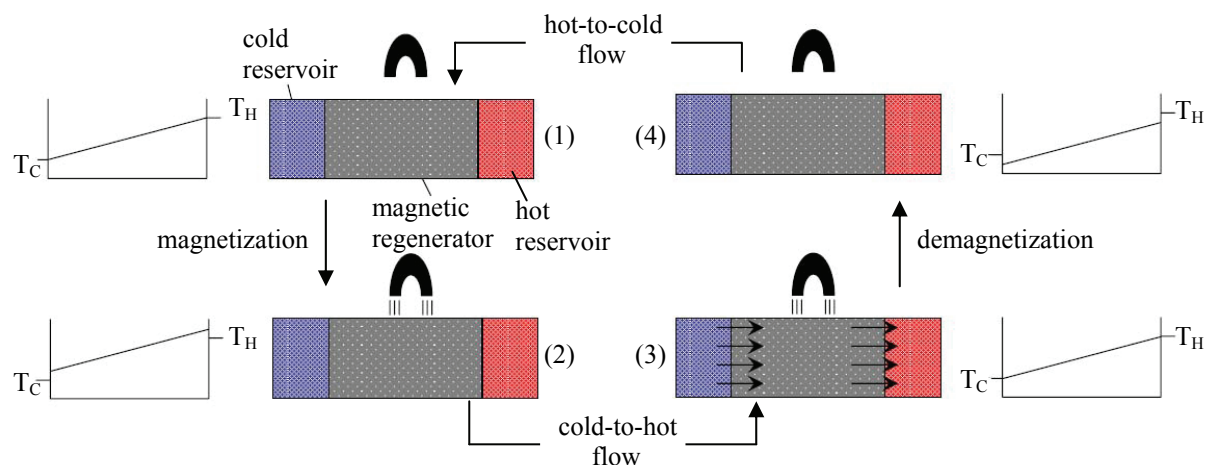 hot-to-cold
flow
cold
reservoir
T_H
T_C
(1)
(4)
T_H
T_C
magnetic
regenerator
hot
reservoir
magnetization
demagnetization
T_H
T_C
(2)
(3)
T_H
T_C
cold-to-hot
flow